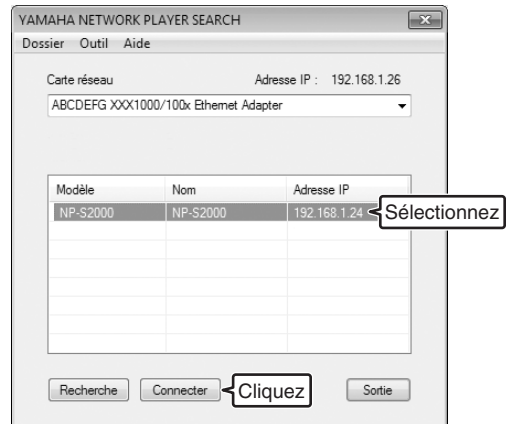 YAMAHA NETWORK PLAYER SEARCH
Dossier Outil Aide
Carte réseau Adresse IP : 192.168.1.26
ABCDEFG XXX1000/100x Ethernet Adapter
Modèle Nom Adresse IP
NP-S2000 NP-S2000 192.168.1.24 Sélectionnez
Recherche Connecter Cliquez Sortie